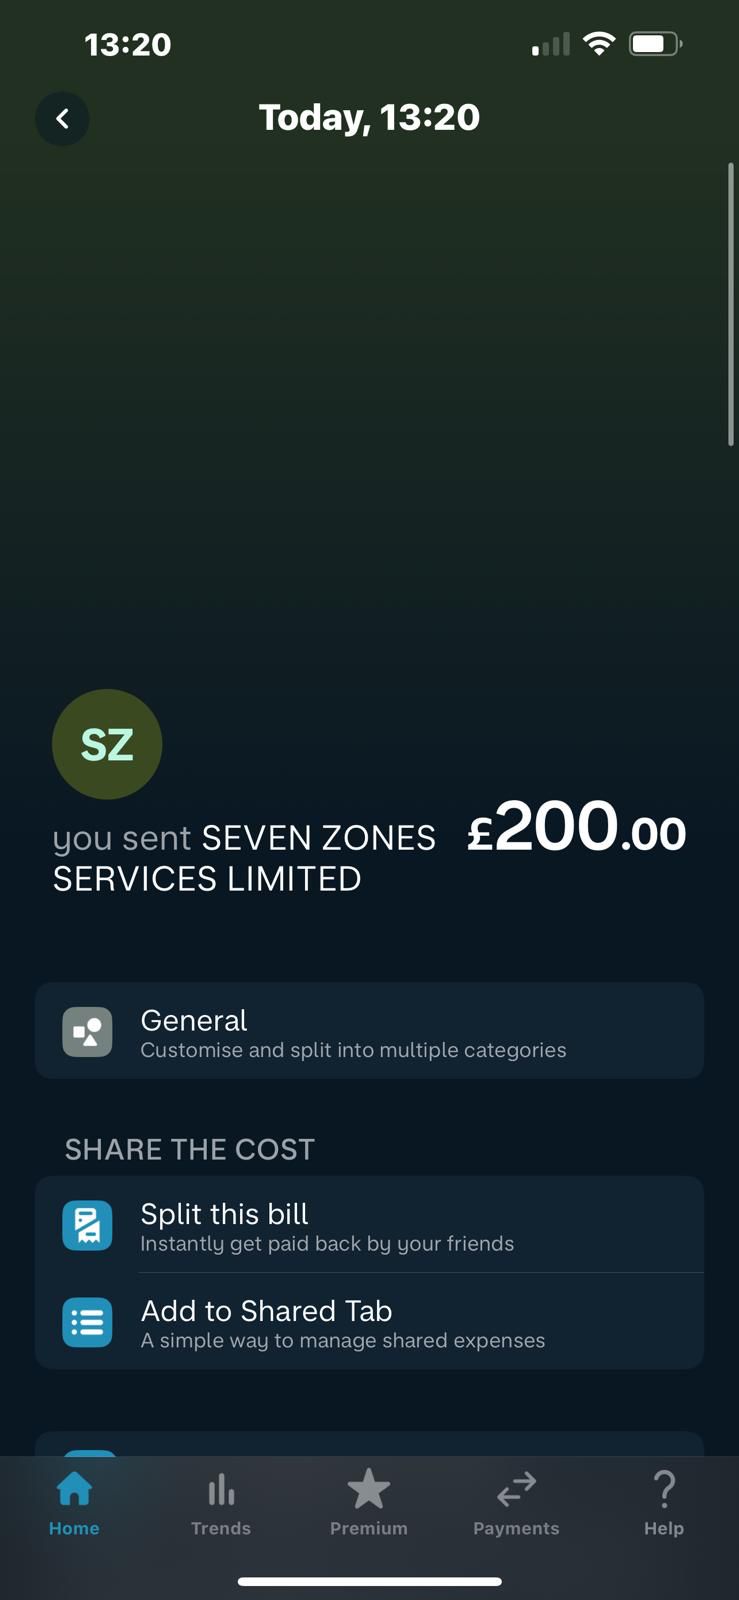 13:20
Today, 13:20
SZ
you sent SEVEN ZONES £200.00
SERVICES LIMITED
General
Customise and split into multiple categories
SHARE THE COST
Split this bill
Instantly get paid back by your friends
Add to Shared Tab
A simple way to manage shared expenses
Home Trends Premium Payments Help